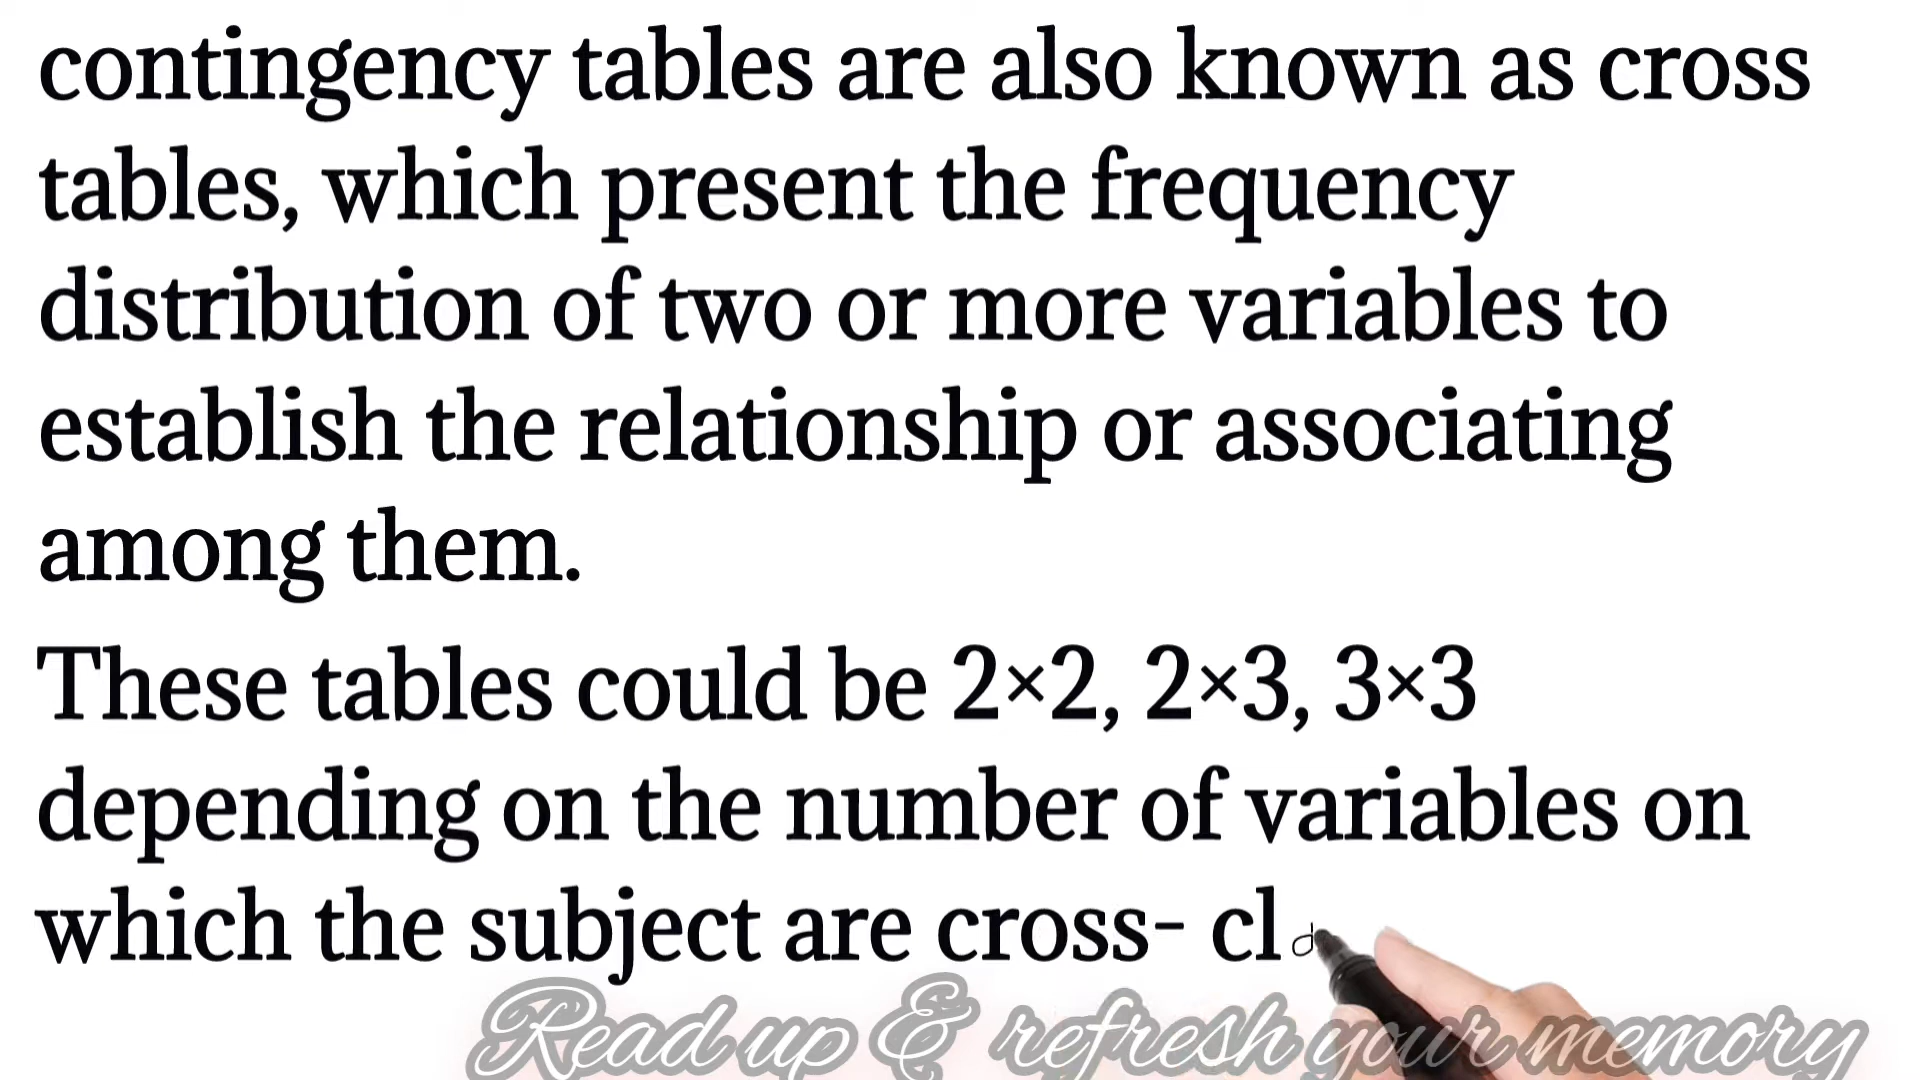 contingency tables are also known as cross
tables, which present the frequency
distribution of two or more variables to
establish the relationship or associating
among them.
These tables could be 2×2, 2×3, 3×3
depending on the number of variables on
which the subject are cross- cl
Read up & refresh your memory